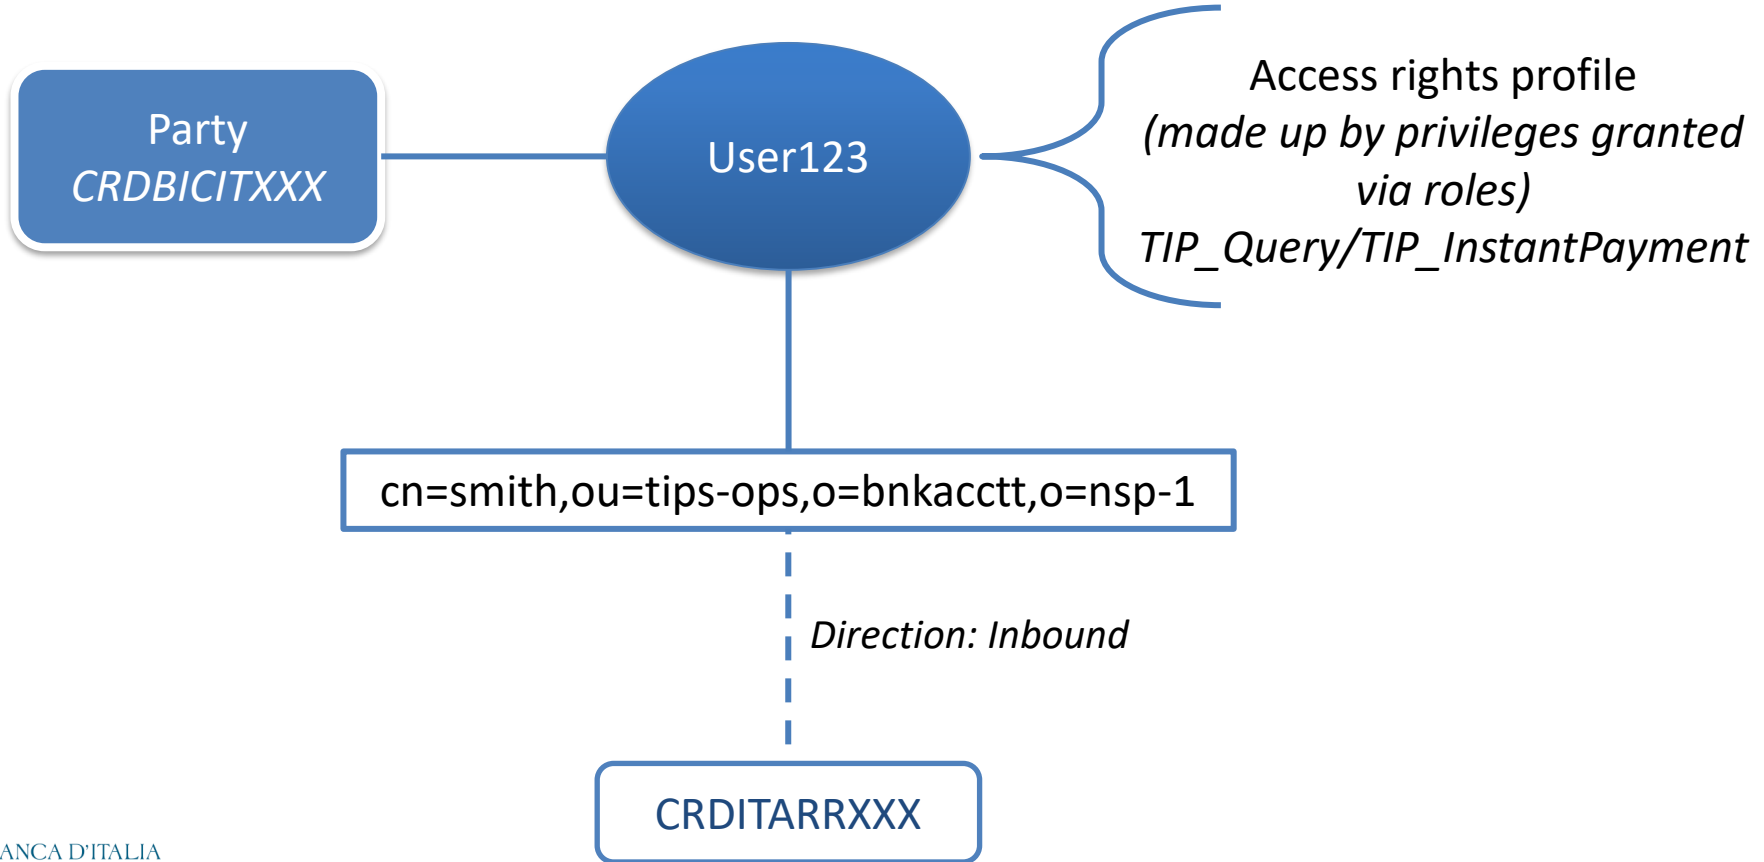 Party
CRDBICITXXX
User123
Access rights profile
(made up by privileges granted
via roles)
TIP_Query/TIP_InstantPayment
cn=smith,ou=tips-ops,o=bnkacctt,o=nsp-1
Direction: Inbound
CRDITARRXXX
ANCA D'ITALIA